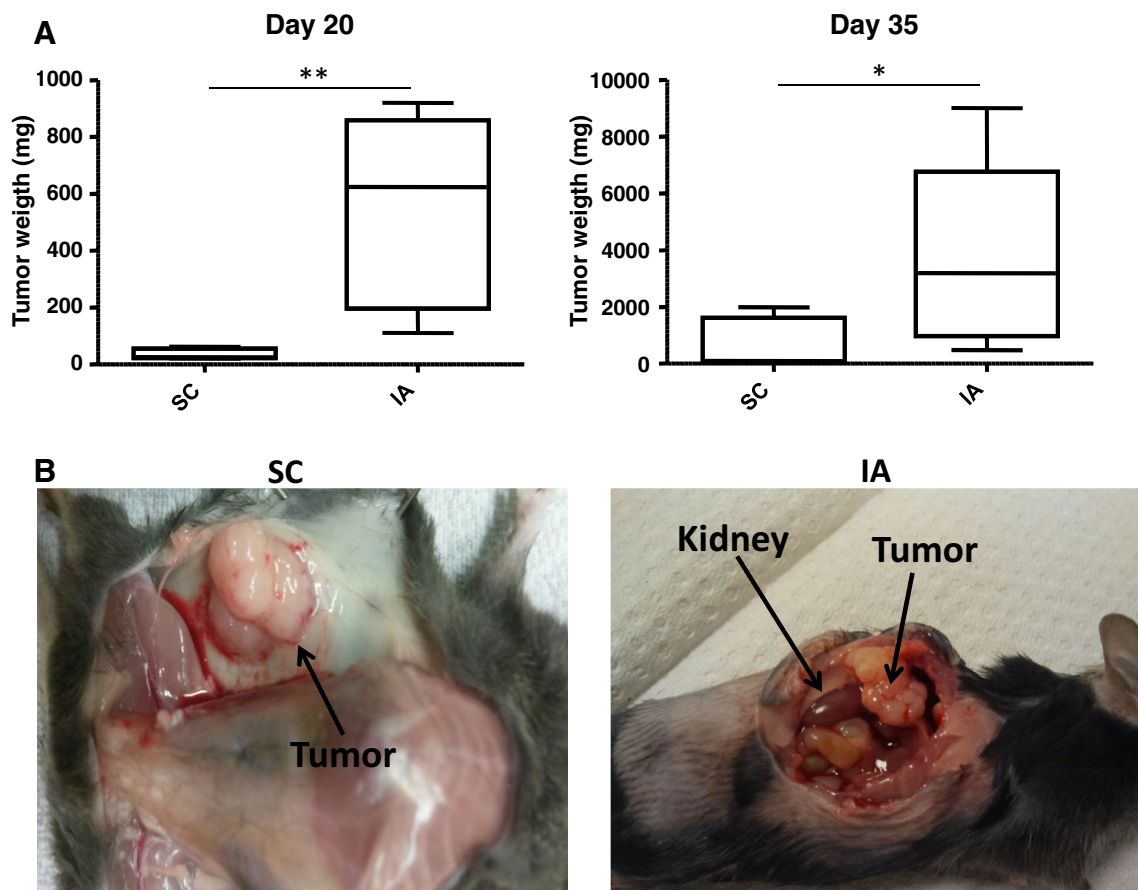 A
Day 20
Day 35
**
*
Tumor weigth (mg)
1000
800
600
400
200
0
SC
IA
Tumor weigth (mg)
10000
8000
6000
4000
2000
0
SC
IA
B
SC
IA
Tumor
Kidney
Tumor